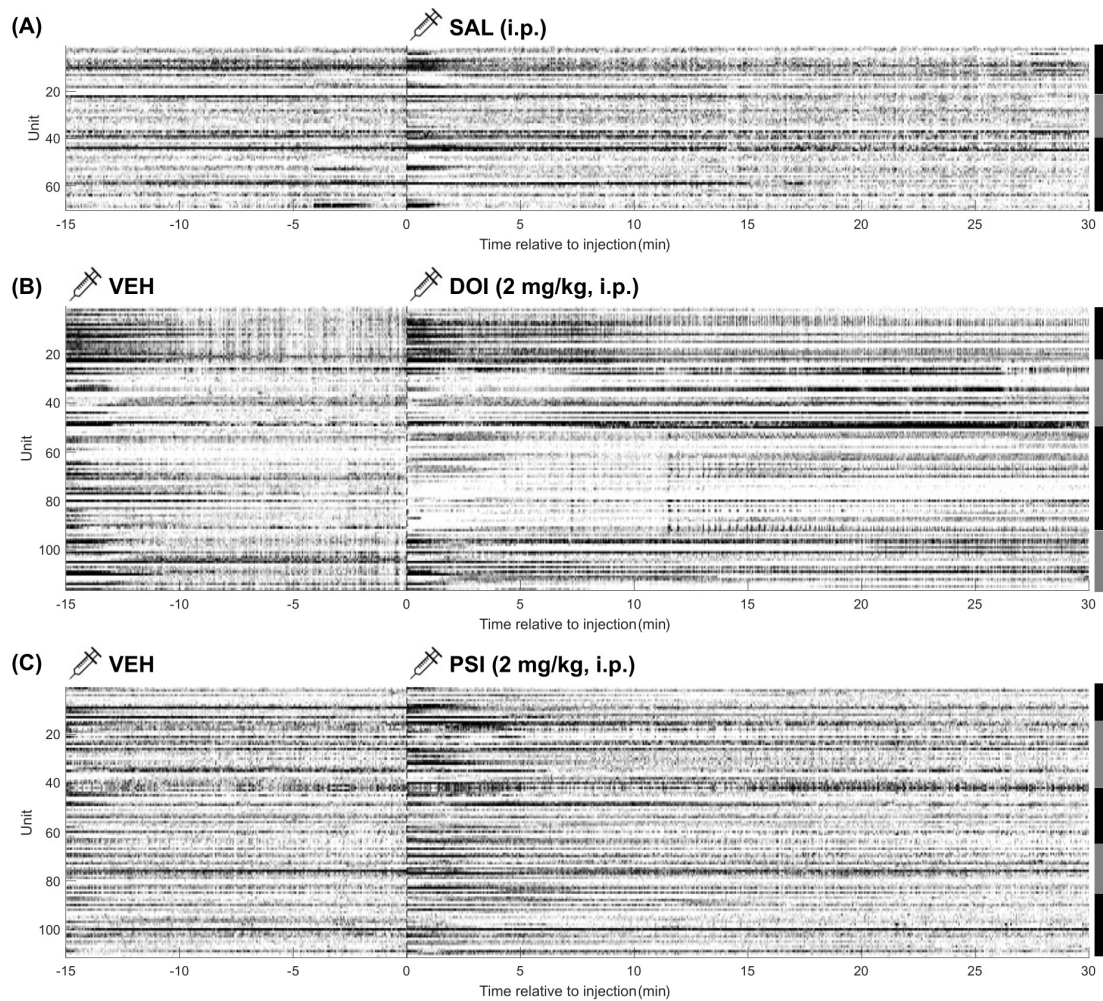 (A) SAL (i.p.)
Unit
20
40
60
-15 -10 -5 0 5 10 15 20 25 30
Time relative to injection (min)
(B) VEH DOI (2 mg/kg, i.p.)
Unit
20
40
60
80
100
-15 -10 -5 0 5 10 15 20 25 30
Time relative to injection (min)
(C) VEH PSI (2 mg/kg, i.p.)
Unit
20
40
60
80
100
-15 -10 -5 0 5 10 15 20 25 30
Time relative to injection (min)